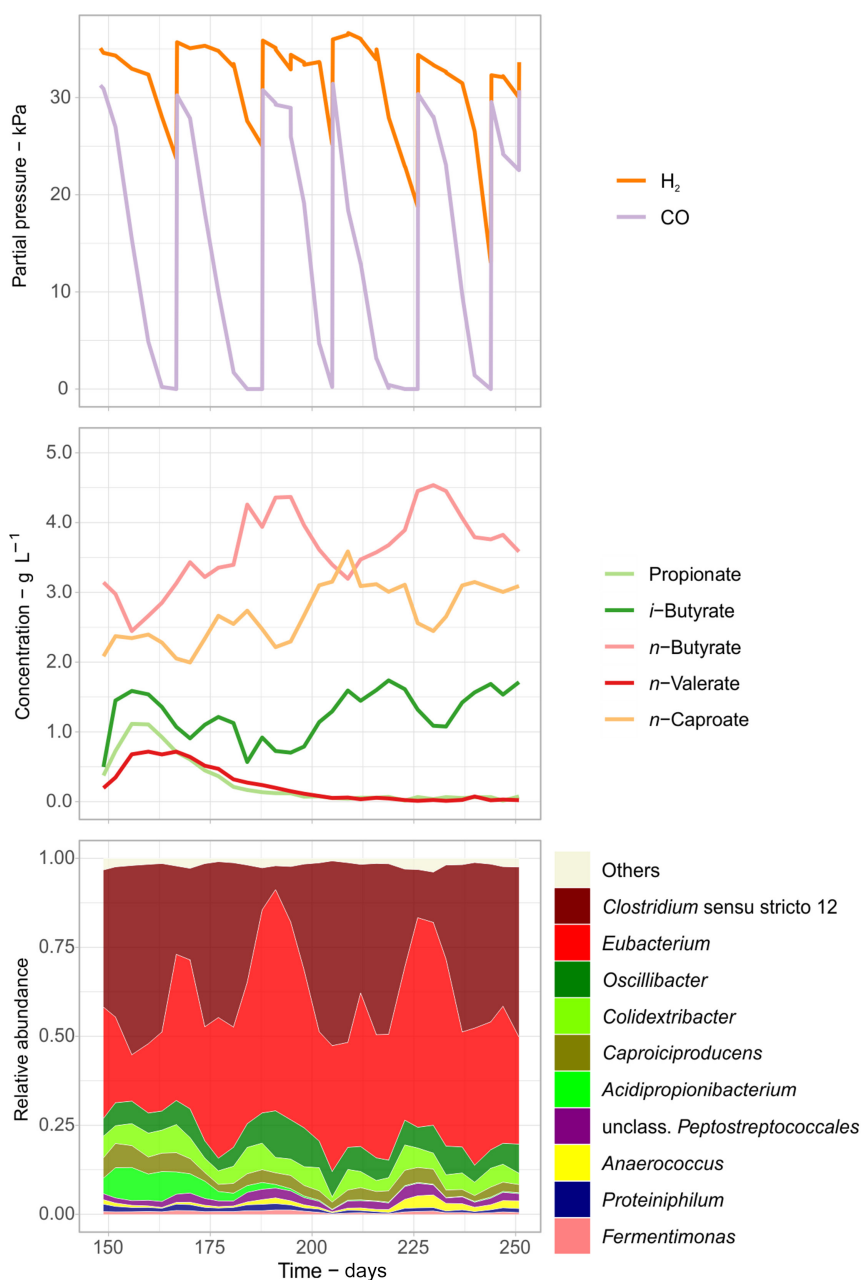 Partial pressure − kPa
30
20
10
0
H₂
CO
Concentration − g L⁻¹
5.0
4.0
3.0
2.0
1.0
0.0
Propionate
i−Butyrate
n−Butyrate
n−Valerate
n−Caproate
Relative abundance
1.00
0.75
0.50
0.25
0.00
150 175 200 225 250
Time − days
Others
Clostridium sensu stricto 12
Eubacterium
Oscillibacter
Colidextribacter
Caproiciproducens
Acidipropionibacterium
unclass. Peptostreptococcales
Anaerococcus
Proteiniphilum
Fermentimonas